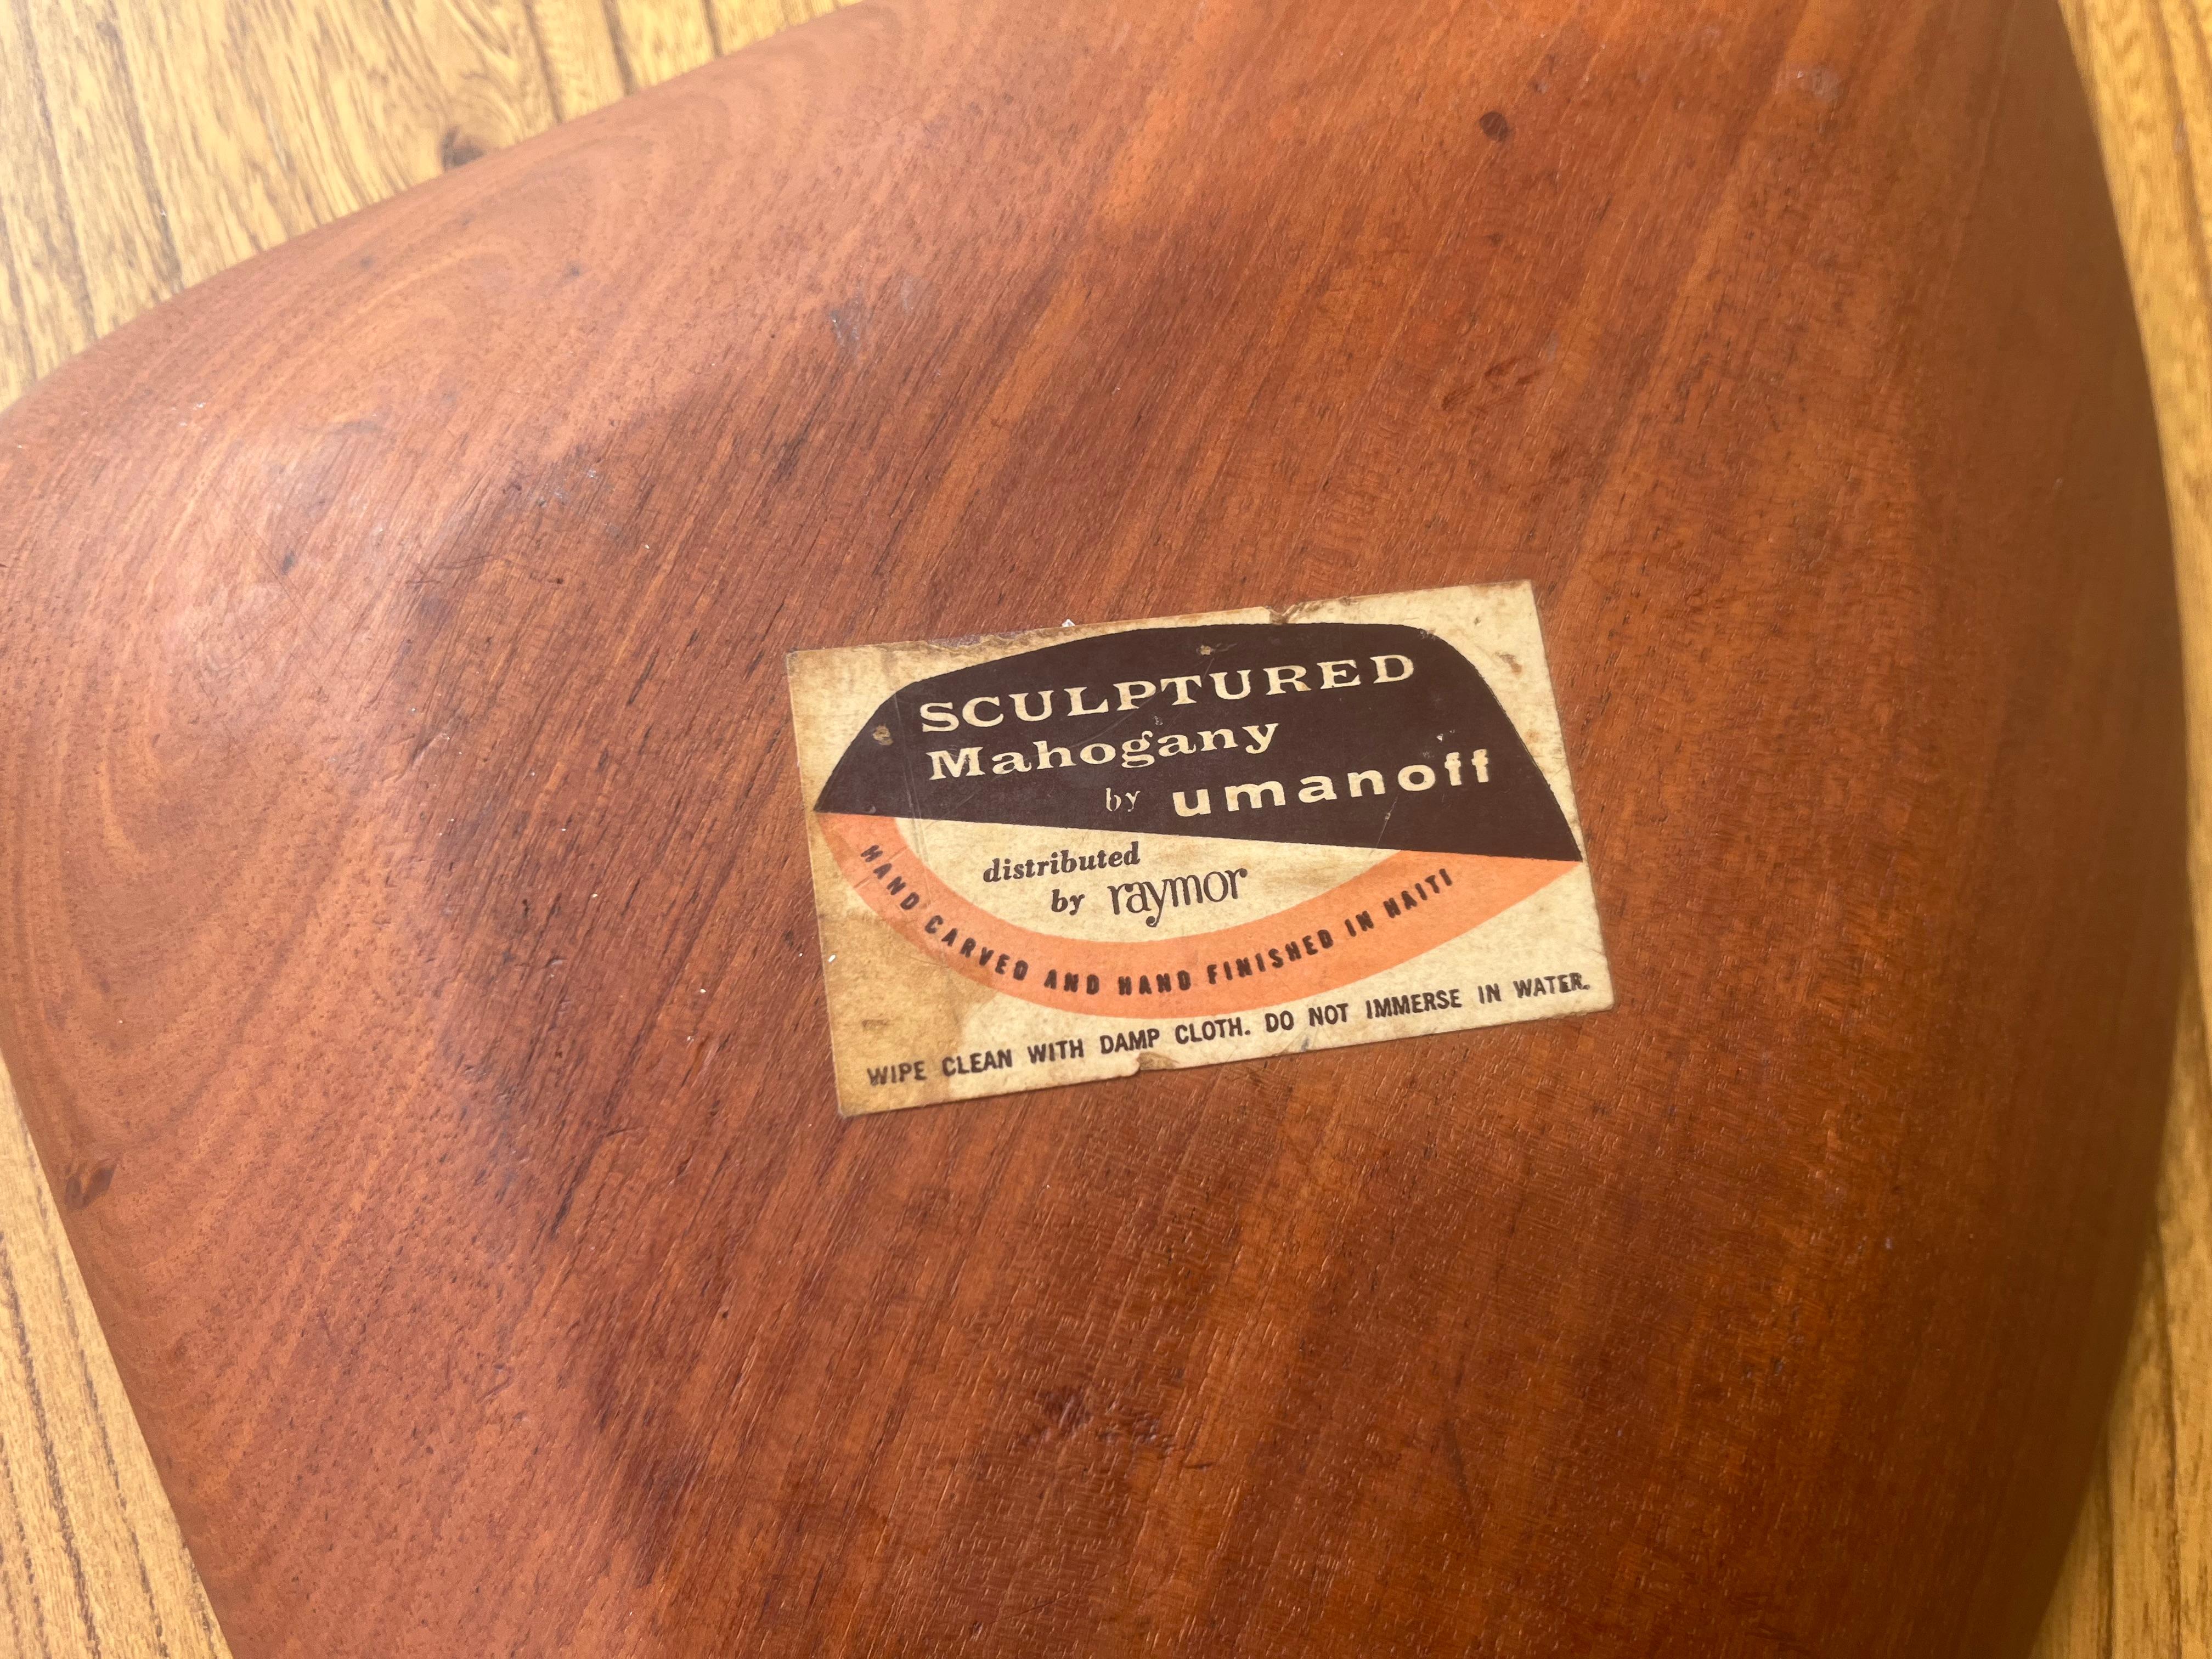 SCULPTURED
Mahogany
by umanoff
distributed
by raymor
HAND CARVED AND HAND FINISHED IN HAITI
WIPE CLEAN WITH DAMP CLOTH. DO NOT IMMERSE IN WATER.